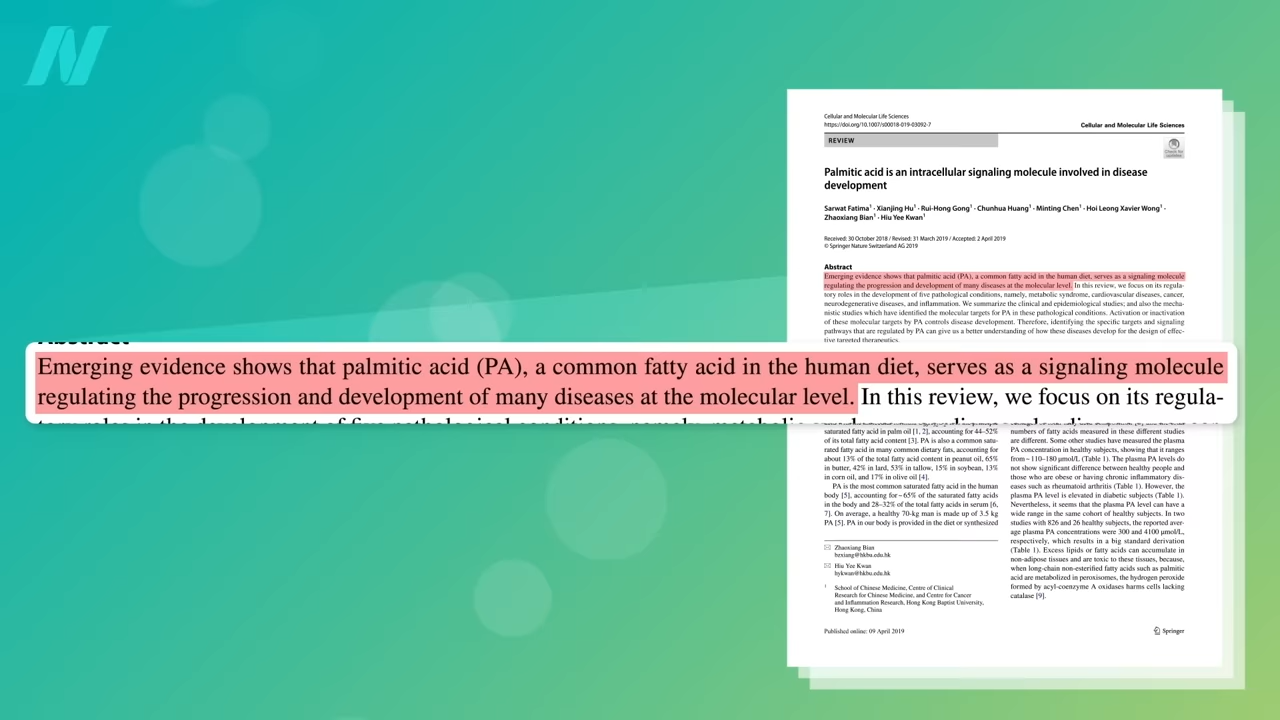 N
Cellular and Molecular Life Sciences
https://doi.org/10.1007/s00018-019-03092-7
Cellular and Molecular Life Sciences
REVIEW
Check for
updates
Palmitic acid is an intracellular signaling molecule involved in disease
development
Sarwat Fatima¹ · Xianjing Hu¹ · Rui-Hong Gong¹ · Chunhua Huang¹ · Minting Chen¹ · Hoi Leong Xavier Wong¹ ·
Zhaoxiang Bian¹ · Hiu Yee Kwan¹
Received: 30 October 2018 / Revised: 31 March 2019 / Accepted: 2 April 2019
© Springer Nature Switzerland AG 2019
Abstract
Emerging evidence shows that palmitic acid (PA), a common fatty acid in the human diet, serves as a signaling molecule
regulating the progression and development of many diseases at the molecular level. In this review, we focus on its regula-
tory roles in the development of five pathological conditions, namely, metabolic syndrome, cardiovascular diseases, cancer,
neurodegenerative diseases, and inflammation. We summarize the clinical and epidemiological studies; and also the mecha-
nistic studies which have identified the molecular targets for PA in these pathological conditions. Activation or inactivation
of these molecular targets by PA controls disease development. Therefore, identifying the specific targets and signaling
pathways that are regulated by PA can give us a better understanding of how these diseases develop for the design of effec-
tive targeted therapeutics.
Abstract
Emerging evidence shows that palmitic acid (PA), a common fatty acid in the human diet, serves as a signaling molecule
regulating the progression and development of many diseases at the molecular level. In this review, we focus on its regula-
tory roles in the development of five pathological conditions, namely, metabolic
saturated fatty acid in palm oil [1, 2], accounting for 44–52%
of its total fatty acid content [3]. PA is also a common satu-
rated fatty acid in many common dietary fats, accounting for
about 13% of the total fatty acid content in peanut oil, 65%
in butter, 42% in lard, 53% in tallow, 15% in soybean, 13%
in corn oil, and 17% in olive oil [4].
PA is the most common saturated fatty acid in the human
body [5], accounting for ~ 65% of the saturated fatty acids
in the body and 28–32% of the total fatty acids in serum [6,
7]. On average, a healthy 70-kg man is made up of 3.5 kg
PA [5]. PA in our body is provided in the diet or synthesized
numbers of fatty acids measured in these different studies
are different. Some other studies have measured the plasma
PA concentration in healthy subjects, showing that it ranges
from ~ 110–180 μmol/L (Table 1). The plasma PA levels do
not show significant difference between healthy people and
those who are obese or having chronic inflammatory dis-
eases such as rheumatoid arthritis (Table 1). However, the
plasma PA level is elevated in diabetic subjects (Table 1).
Nevertheless, it seems that the plasma PA level can have a
wide range in the same cohort of healthy subjects. In two
studies with 826 and 26 healthy subjects, the reported aver-
age plasma PA concentrations were 300 and 4100 μmol/L,
respectively, which results in a big standard derivation
(Table 1). Excess lipids or fatty acids can accumulate in
non-adipose tissues and are toxic to these tissues, because,
when long-chain non-esterified fatty acids such as palmitic
acid are metabolized in peroxisomes, the hydrogen peroxide
formed by acyl-coenzyme A oxidases harms cells lacking
catalase [9].
Zhaoxiang Bian
bzxiang@hkbu.edu.hk
Hiu Yee Kwan
hykwan@hkbu.edu.hk
1 School of Chinese Medicine, Centre of Clinical
Research for Chinese Medicine, and Centre for Cancer
and Inflammation Research, Hong Kong Baptist University,
Hong Kong, China
Published online: 09 April 2019
Springer